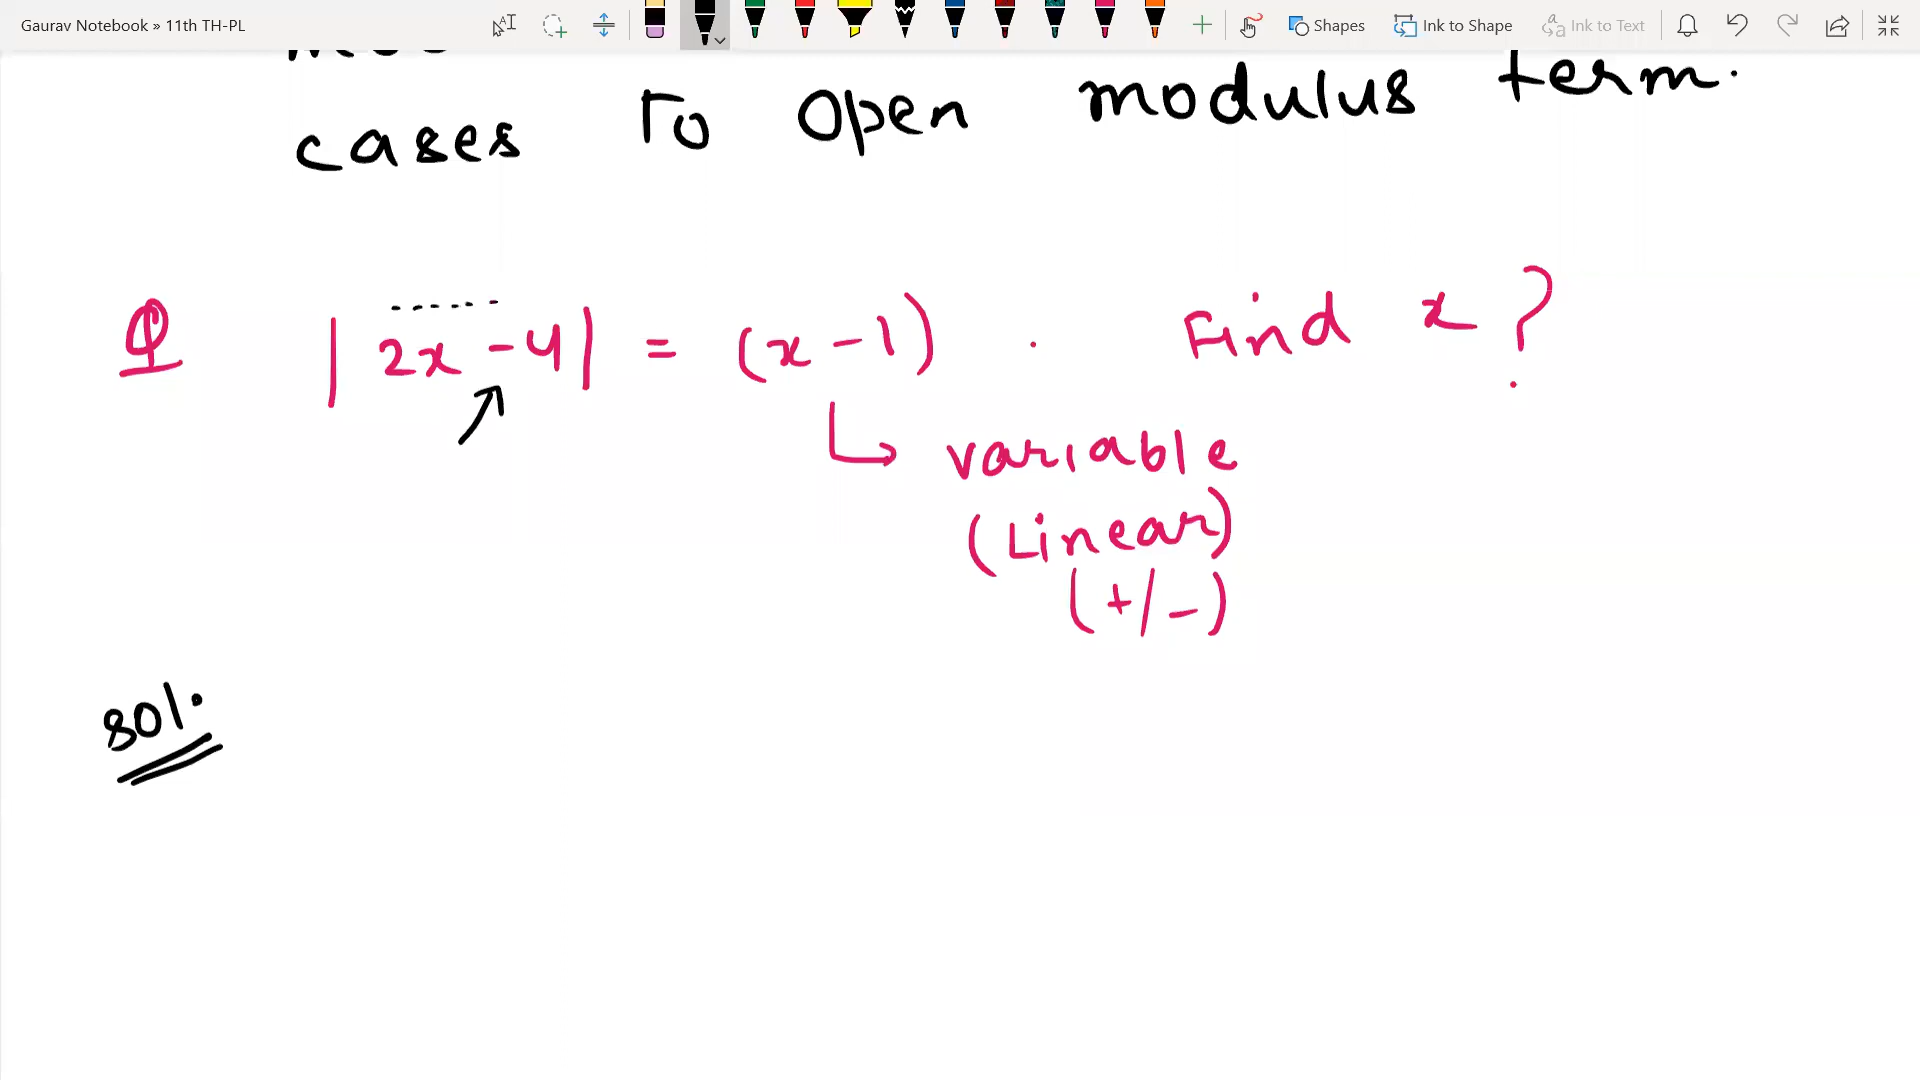 Gaurav Notebook » 11th TH-PL
Shapes
Ink to Shape
Ink to Text
cases to open modulus term.
Q |2x-4| = (x-1) . Find x?
variable
(Linear)
(+/-)
Sol.